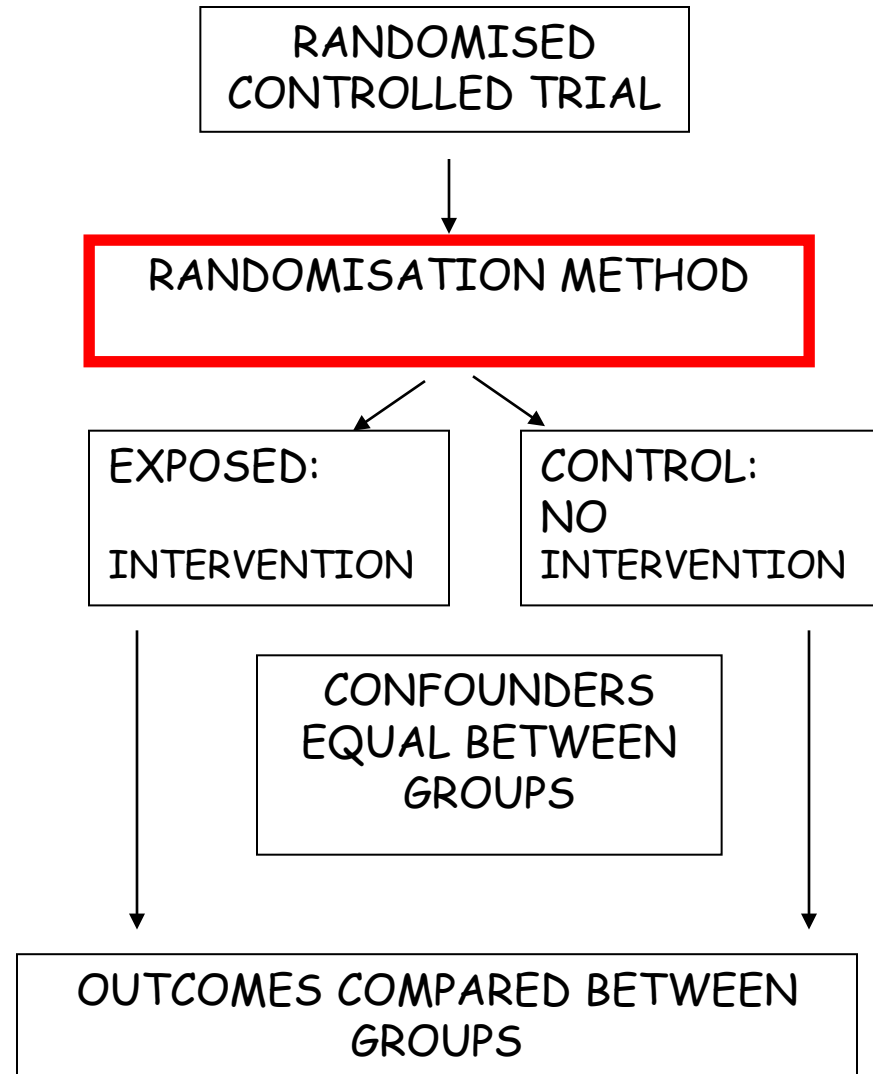 RANDOMISED
CONTROLLED TRIAL
RANDOMISATION METHOD
EXPOSED:
INTERVENTION
CONTROL:
NO
INTERVENTION
CONFOUNDERS
EQUAL BETWEEN
GROUPS
OUTCOMES COMPARED BETWEEN
GROUPS